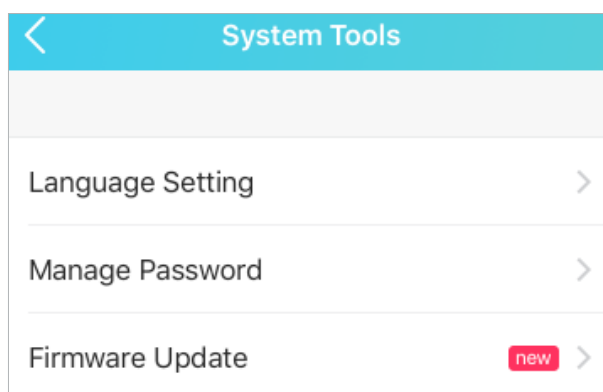 System Tools
Language Setting
Manage Password
Firmware Update new